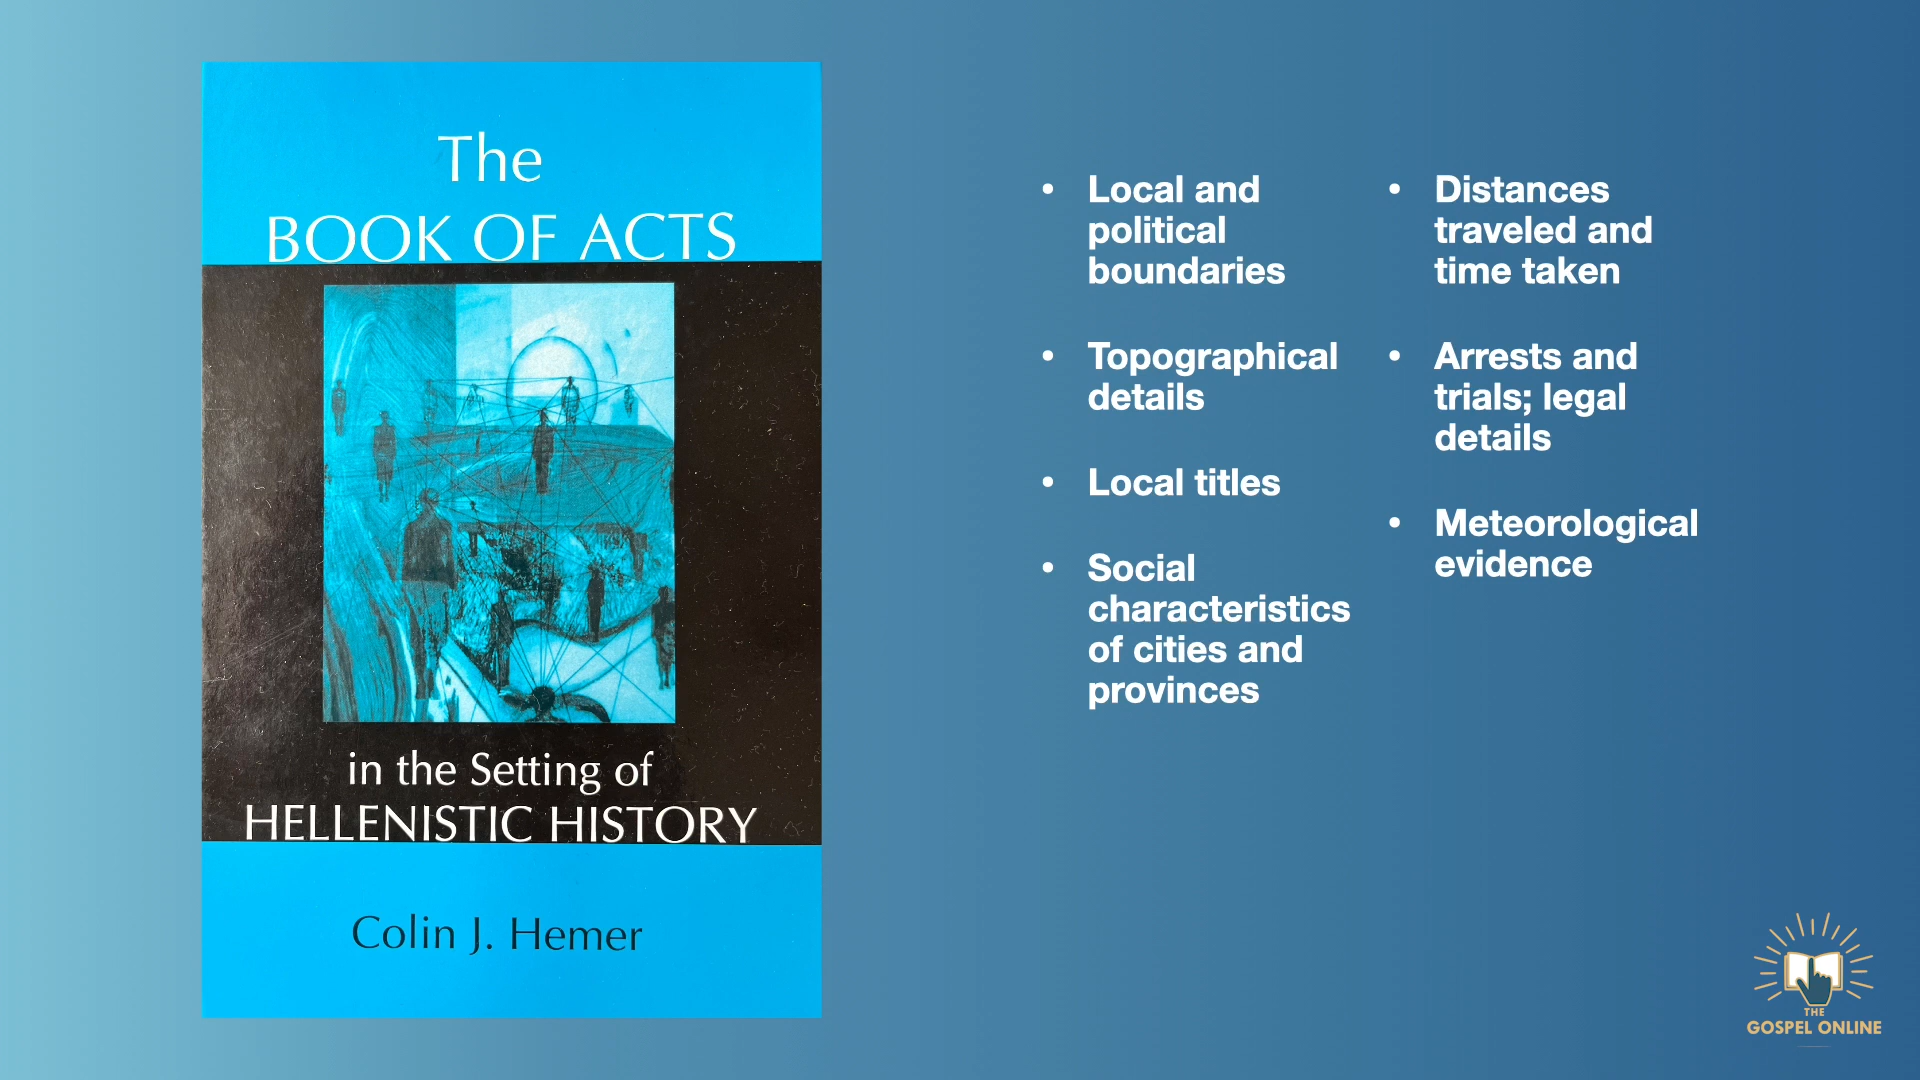 The
BOOK OF ACTS
in the Setting of
HELLENISTIC HISTORY
Colin J. Hemer
• Local and
political
boundaries
• Topographical
details
• Local titles
• Social
characteristics
of cities and
provinces
• Distances
traveled and
time taken
• Arrests and
trials; legal
details
• Meteorological
evidence
THE
GOSPEL ONLINE